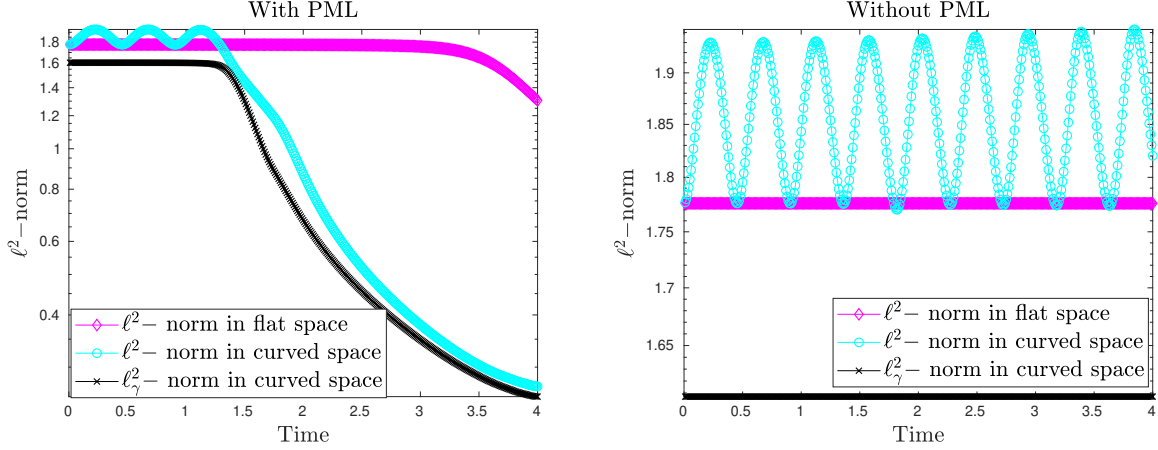 With PML
1.8
1.6
1.4
1.2
1
0.8
0.6
0.4
ℓ²−norm
ℓ²− norm in flat space
ℓ²− norm in curved space
ℓ²_γ− norm in curved space
0 0.5 1 1.5 2 2.5 3 3.5 4
Time
Without PML
1.9
1.85
1.8
1.75
1.7
1.65
ℓ²−norm
ℓ²− norm in flat space
ℓ²− norm in curved space
ℓ²_γ− norm in curved space
0 0.5 1 1.5 2 2.5 3 3.5 4
Time